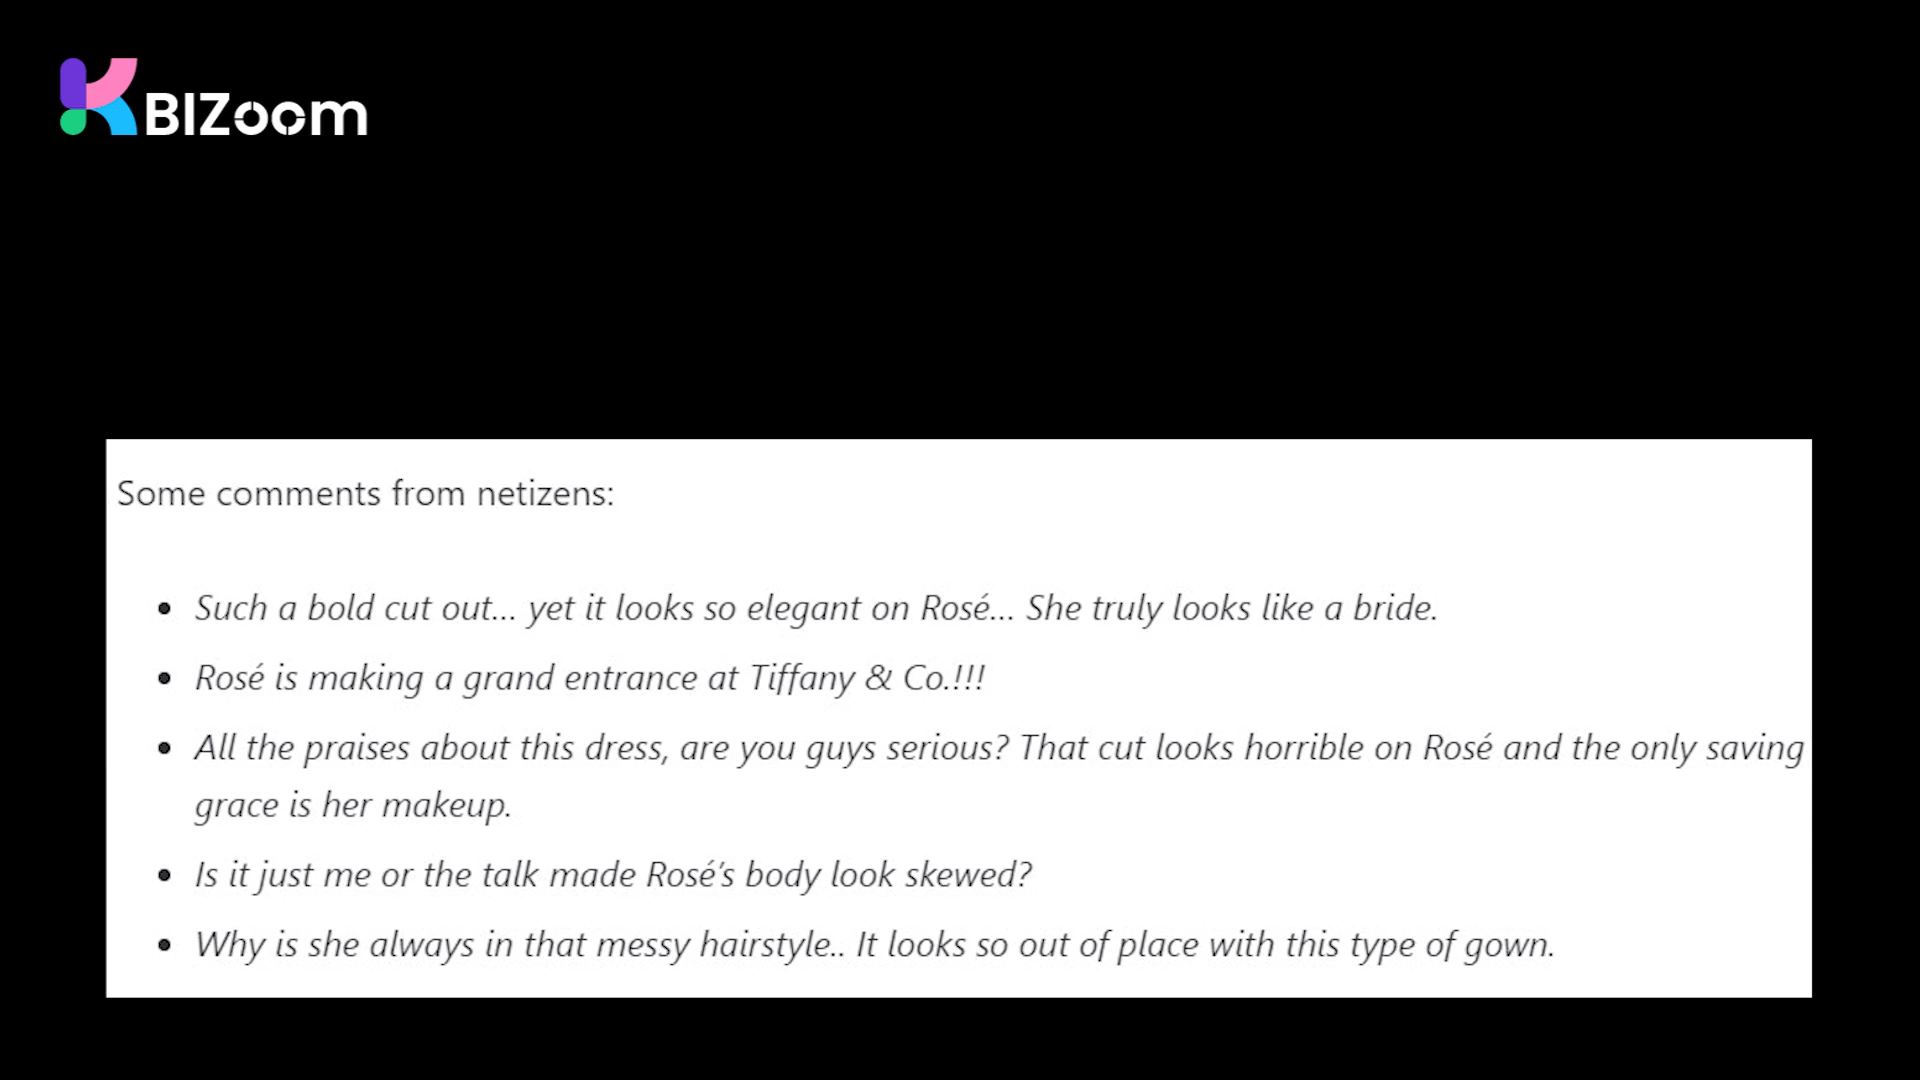 KBIZoom
Some comments from netizens:
• Such a bold cut out... yet it looks so elegant on Rosé... She truly looks like a bride.
• Rosé is making a grand entrance at Tiffany & Co.!!!
• All the praises about this dress, are you guys serious? That cut looks horrible on Rosé and the only saving
grace is her makeup.
• Is it just me or the talk made Rosé's body look skewed?
• Why is she always in that messy hairstyle.. It looks so out of place with this type of gown.